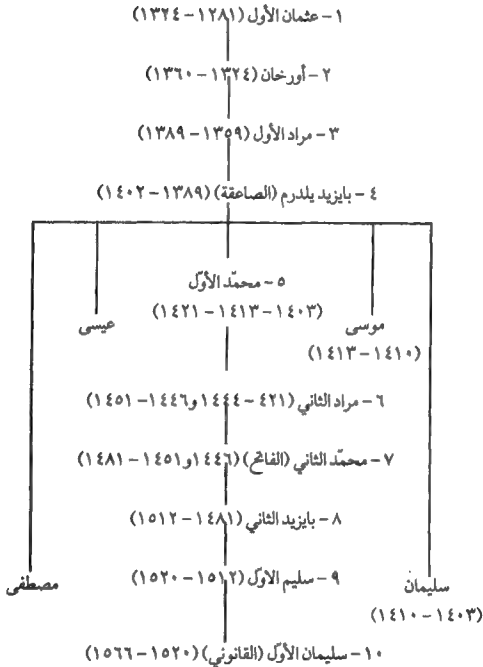 ١- عثمان الأول (١٢٨١-١٣٢٤)
٢- أورخان (١٣٢٤-١٣٦٠)
٣- مراد الأول (١٣٥٩-١٣٨٩)
٤- بايزيد يلدرم (الصاعقة) (١٣٨٩-١٤٠٢)
٥- محمّد الأوّل
(١٤٠٣-١٤١٣-١٤٢١)
موسى
(١٤١٠-١٤١٣)
عيسى
٦- مراد الثاني (٤٢١-١٤٤٤ و١٤٤٦-١٤٥١)
٧- محمّد الثاني (الفاتح) (١٤٤٦ و١٤٥١-١٤٨١)
٨- بايزيد الثاني (١٤٨١-١٥١٢)
٩- سليم الاوّل (١٥١٢-١٥٢٠)
سليمان
(١٤٠٣-١٤١٠)
مصطفى
١٠- سليمان الأوّل (القانوني) (١٥٢٠-١٥٦٦)